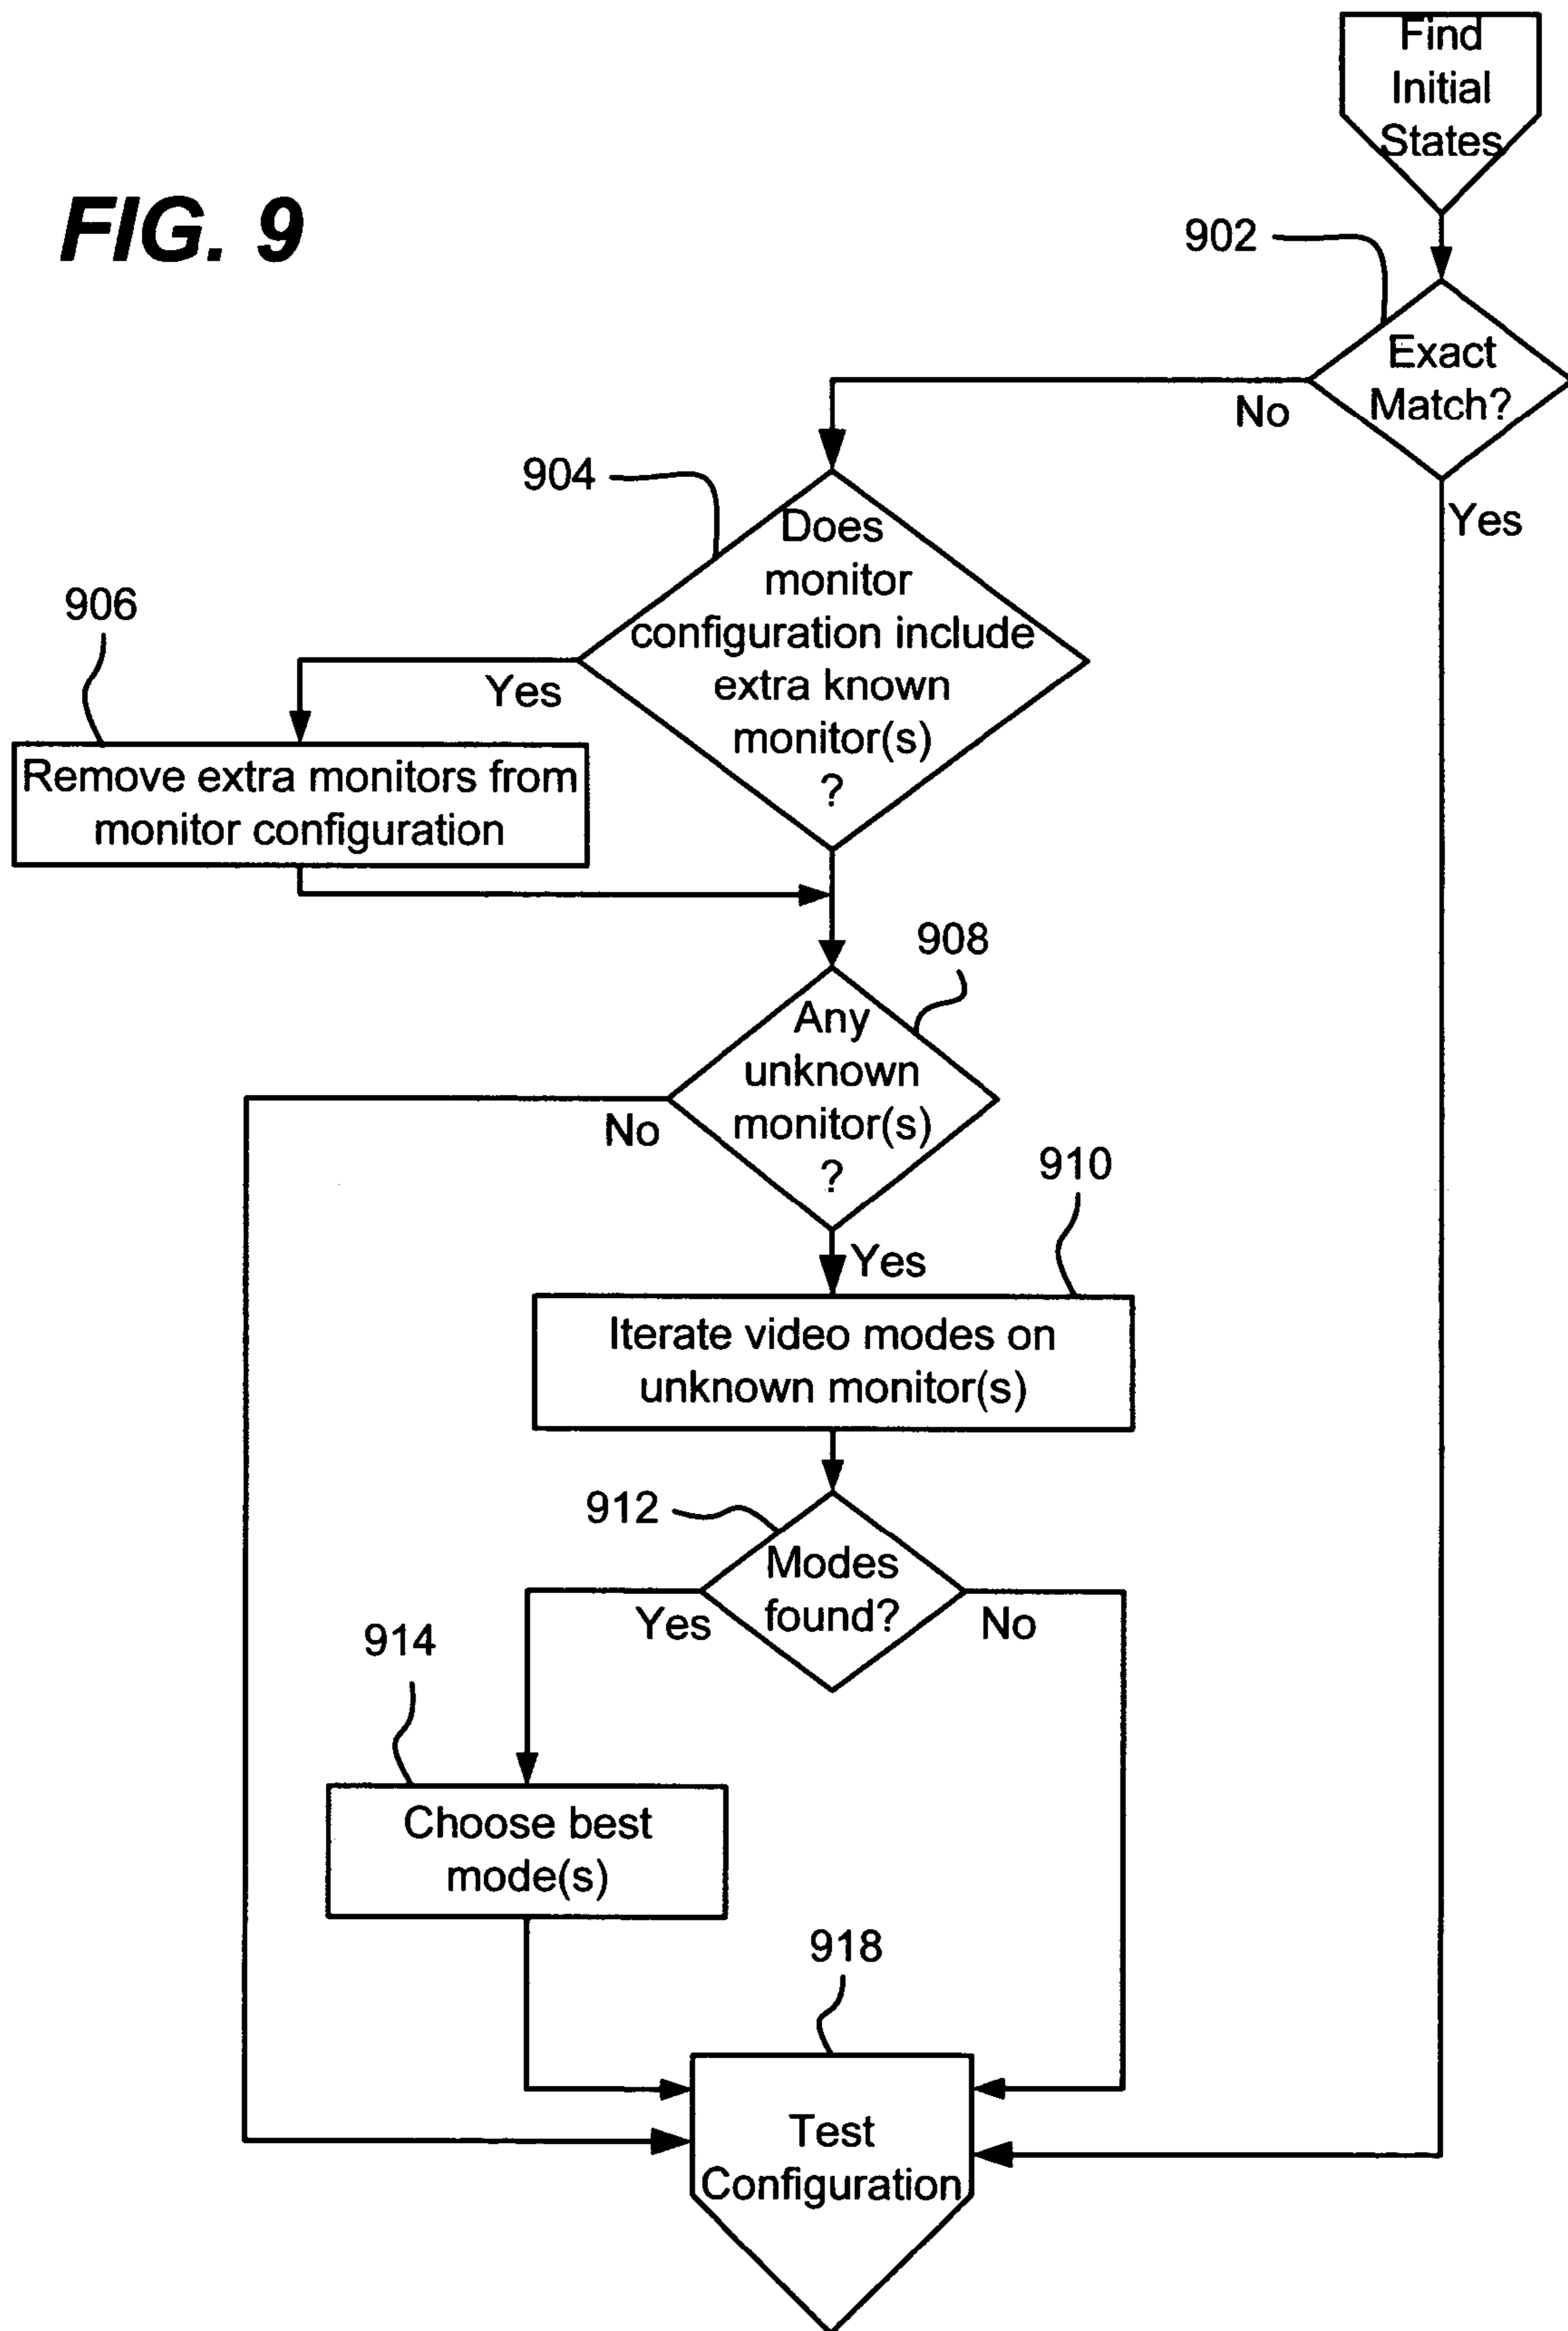 Find
Initial
States
FIG. 9
902
Exact
Match?
No
Yes
904
Does
monitor
configuration include
extra known
monitor(s)
?
Yes
906
Remove extra monitors from
monitor configuration
908
Any
unknown
monitor(s)
?
No
Yes
910
Iterate video modes on
unknown monitor(s)
912
Modes
found?
Yes
No
914
Choose best
mode(s)
918
Test
Configuration